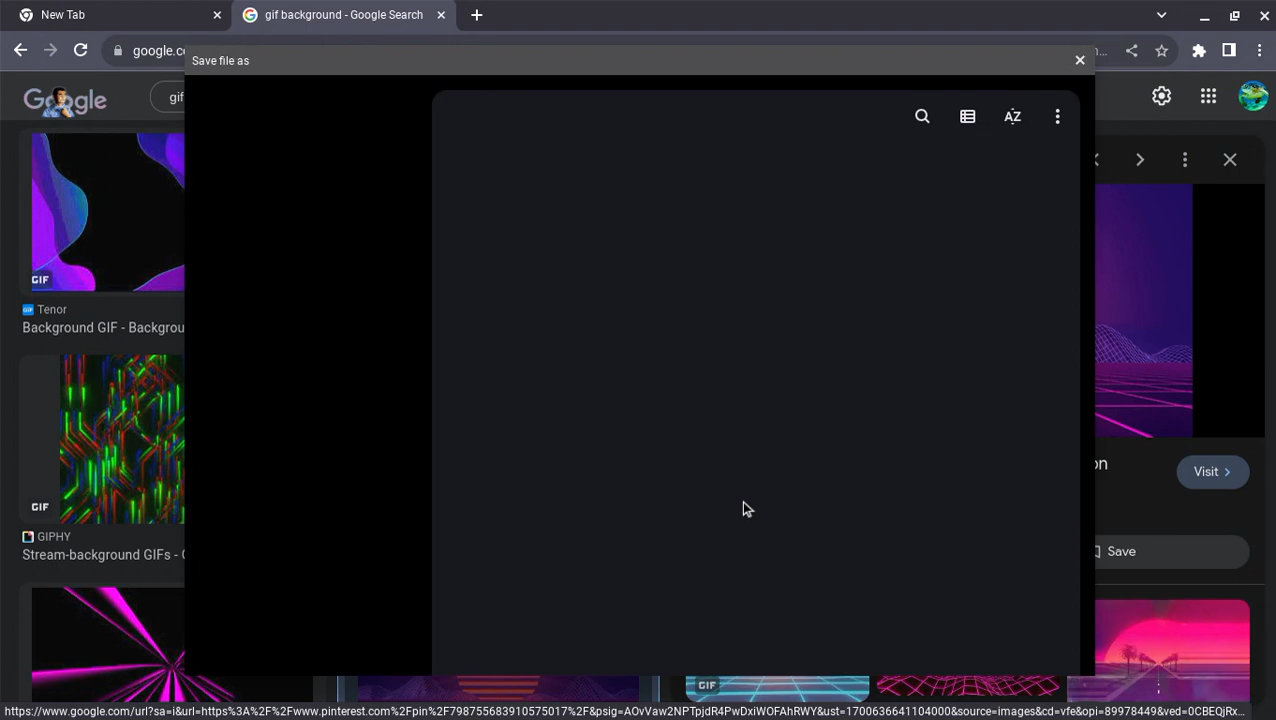 New Tab
gif background - Google Search
google.co
n...
Save file as
Google
gif
AZ
GIF
Tenor
Background GIF - Backgrou
on
Visit
GIF
GIPHY
Stream-background GIFs - 
Save
GIF
https://www.google.com/url?sa=i&url=https%3A%2F%2Fwww.pinterest.com%2Fpin%2F798755683910575017%2F&psig=AOvVaw2NPTpjdR4PwDxiWOFAhRWY&ust=1700636641104000&source=images&cd=vfe&opi=89978449&ved=0CBEQjRx...